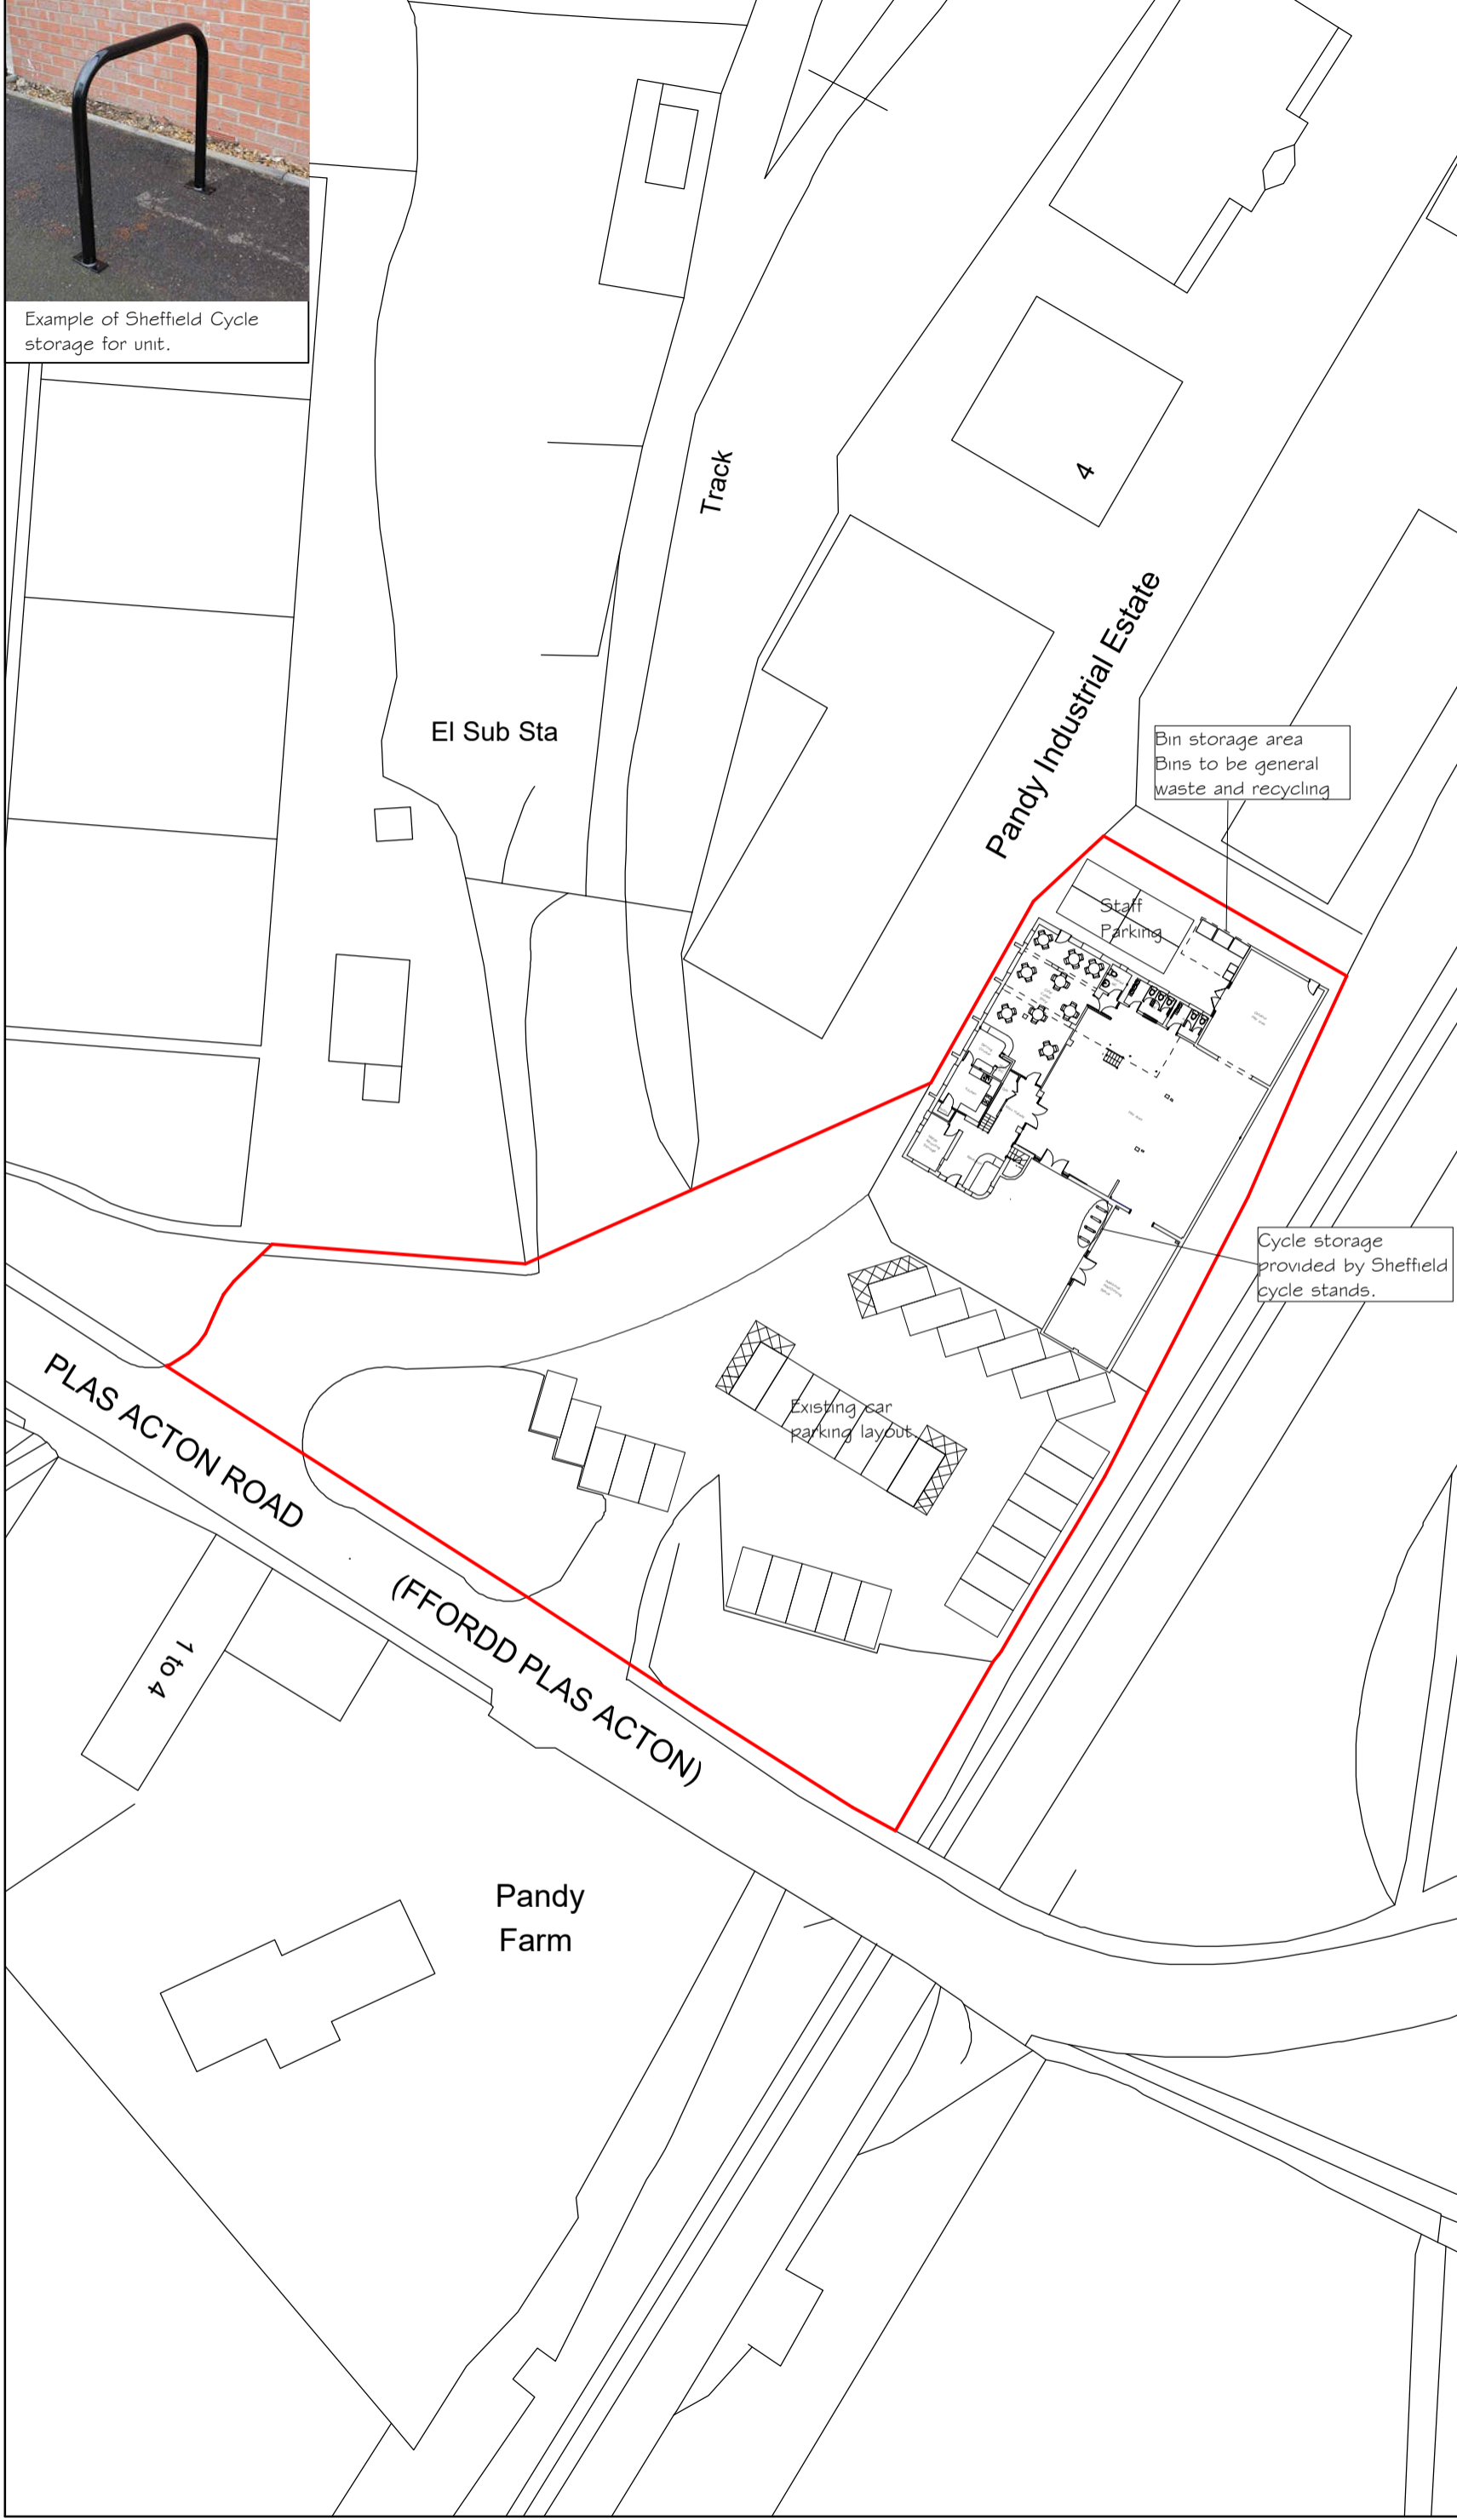 Example of Sheffield Cycle
storage for unit.
Track
4
El Sub Sta
Pandy Industrial Estate
Bin storage area
Bins to be general
waste and recycling
Staff
Parking
Cycle storage
provided by Sheffield
cycle stands.
Existing car
parking layout
PLAS ACTON ROAD
(FFORDD PLAS ACTON)
1 to 4
Pandy
Farm